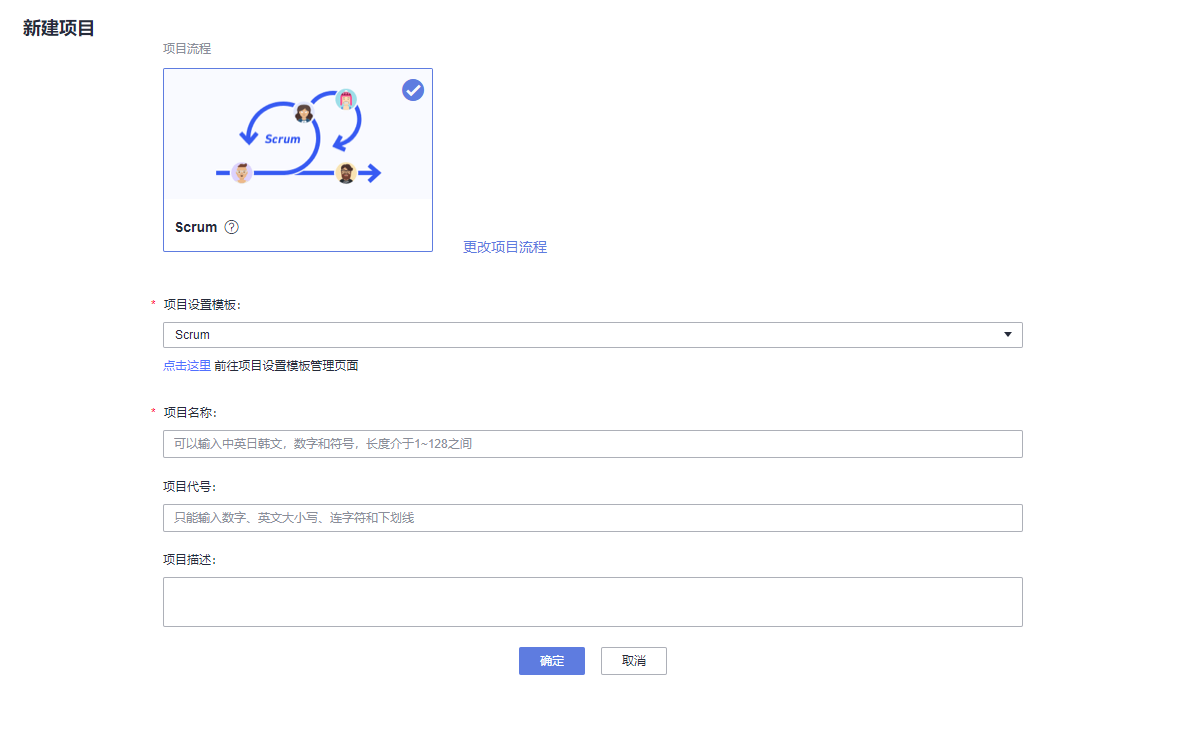 新建项目
项目流程
Scrum
Scrum ?
更改项目流程
* 项目设置模板：
Scrum
点击这里 前往项目设置模板管理页面
* 项目名称：
可以输入中英日韩文，数字和符号，长度介于1~128之间
项目代号：
只能输入数字、英文大小写、连字符和下划线
项目描述：
确定 取消